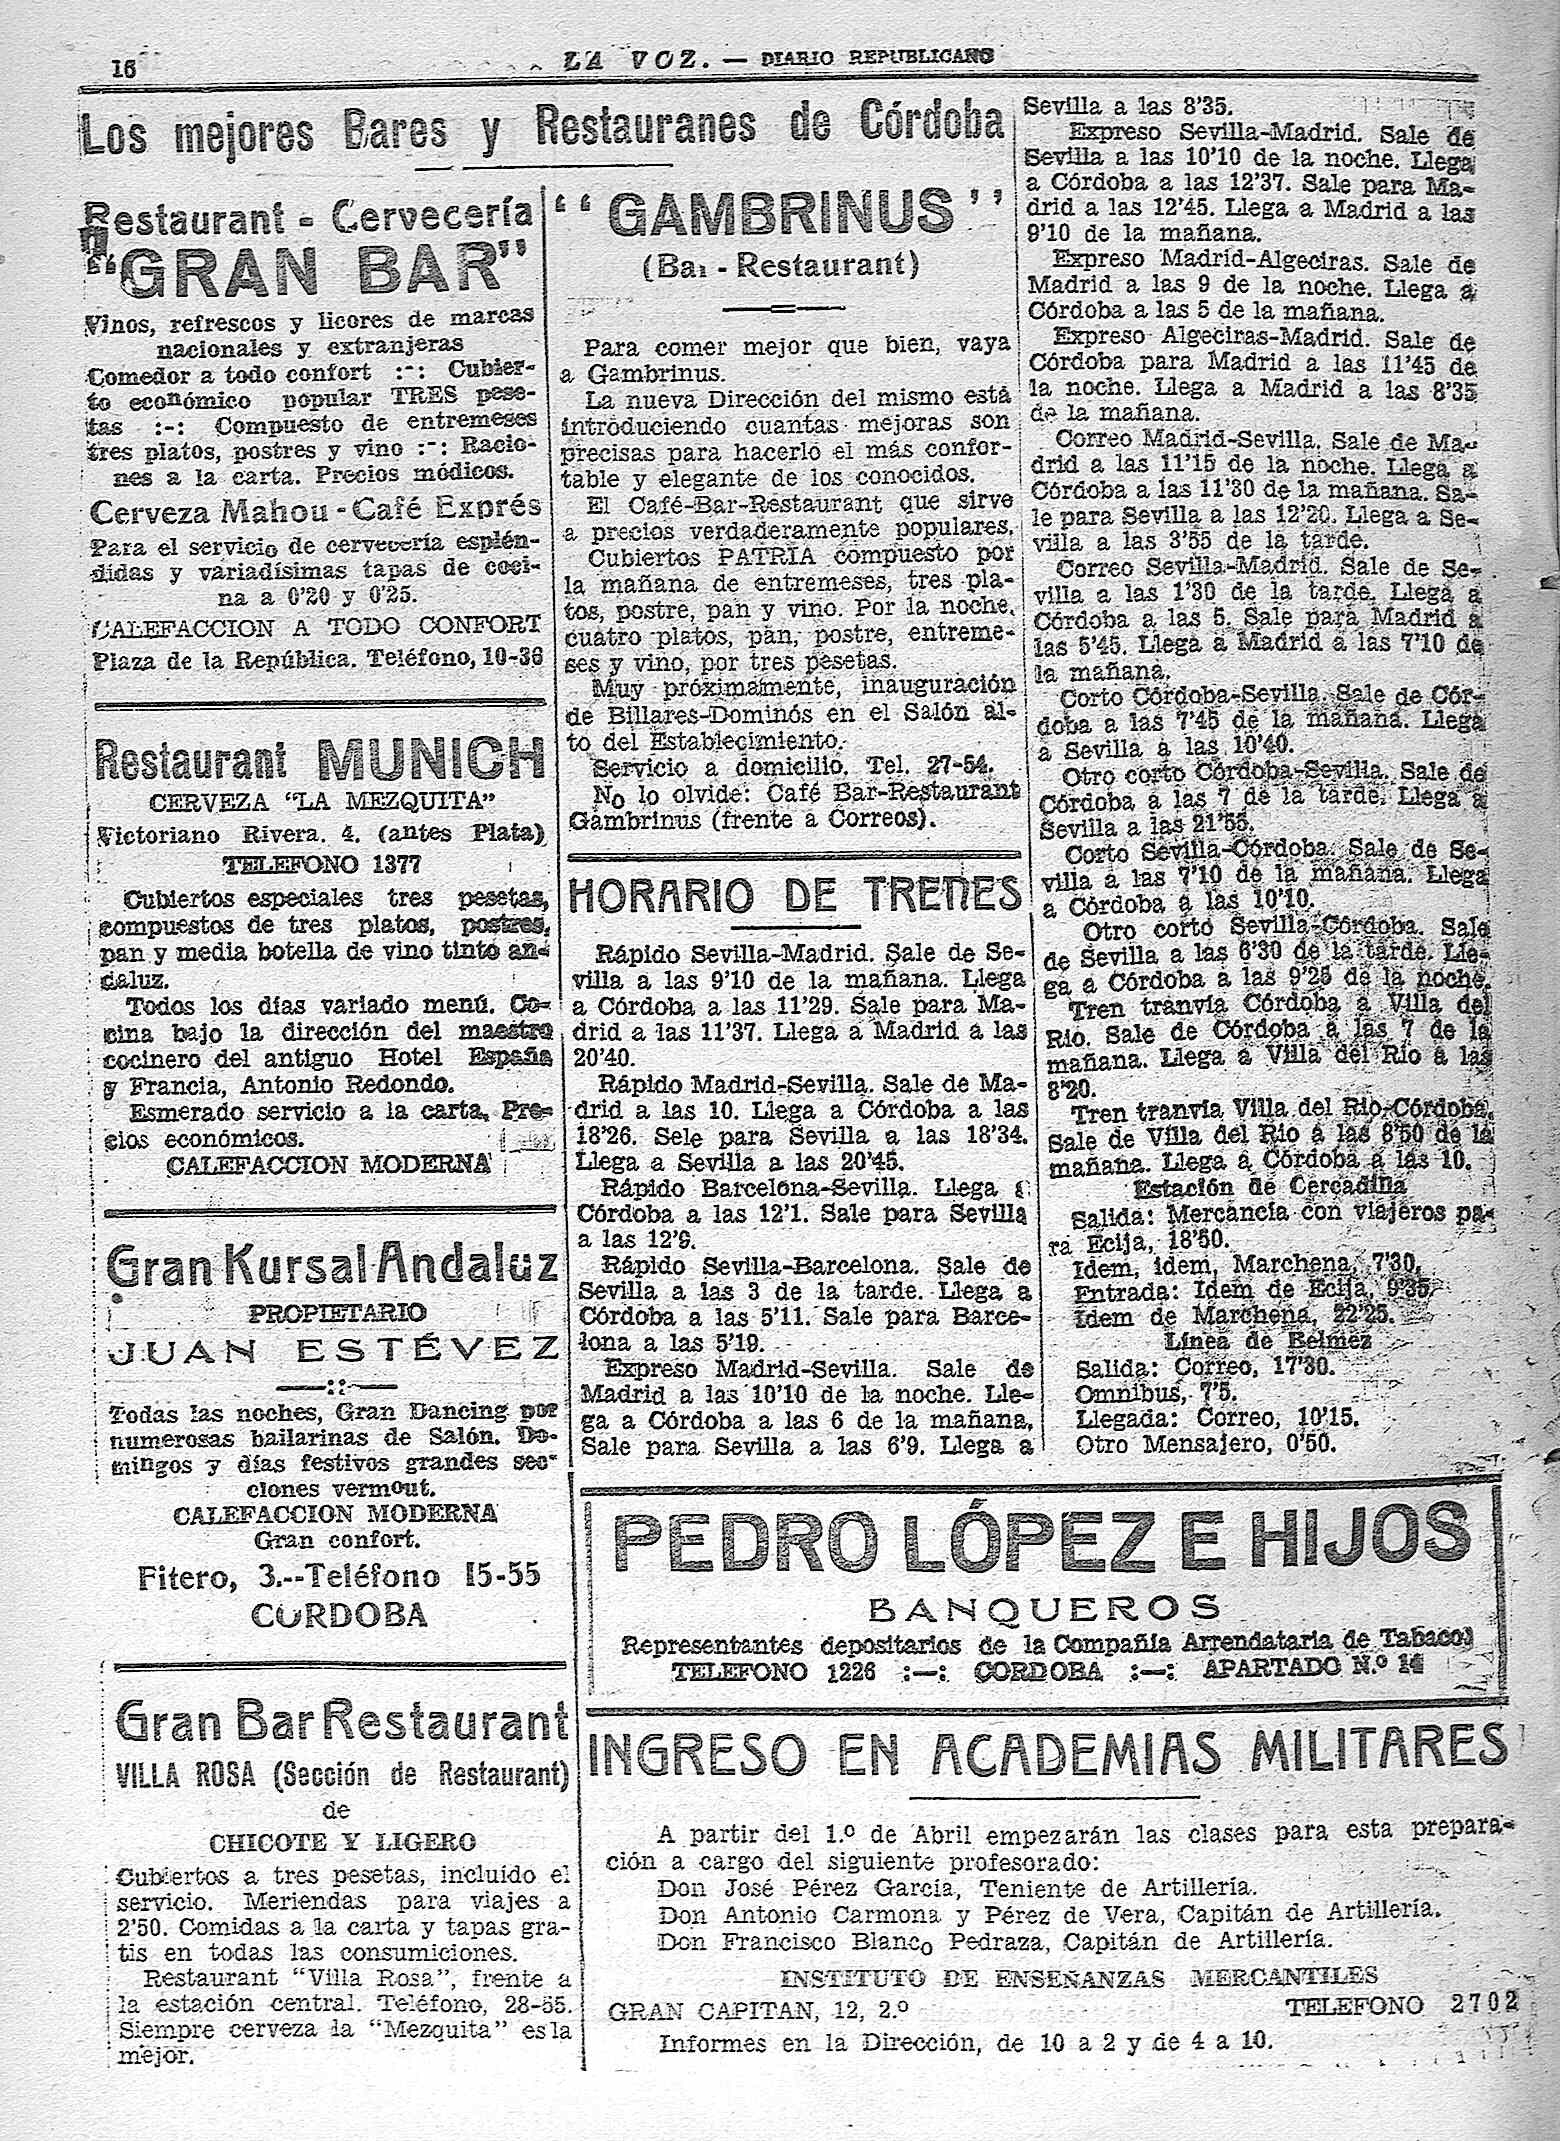 16
LA VOZ. — DIARIO REPUBLICANO
Los mejores Bares y Restauranes de Córdoba
Restaurant - Cervecería
"GRAN BAR"
Vinos, refrescos y licores de marcas
nacionales y extranjeras
Comedor a todo confort :-: Cubier-
to económico popular TRES pese-
tas :-: Compuesto de entremeses
tres platos, postres y vino :-: Racio-
nes a la carta. Precios módicos.
Cerveza Mahou - Café Exprés
Para el servicio de cervecería esplén-
didas y variadísimas tapas de coci-
na a 0'20 y 0'25.
CALEFACCION A TODO CONFORT
Plaza de la República. Teléfono, 10-36
Restaurant MUNICH
CERVEZA "LA MEZQUITA"
Victoriano Rivera. 4. (antes Plata)
TELEFONO 1377
Cubiertos especiales tres pesetas,
compuestos de tres platos, postres,
pan y media botella de vino tinto an-
daluz.
Todos los días variado menú. Co-
cina bajo la dirección del maestro
cocinero del antiguo Hotel España
y Francia, Antonio Redondo.
Esmerado servicio a la carta. Pre-
cios económicos.
CALEFACCION MODERNA
Gran Kursal Andaluz
PROPIETARIO
JUAN ESTÉVEZ
Todas las noches, Gran Dancing por
numerosas bailarinas de Salón. Do-
mingos y días festivos grandes sec-
ciones vermout.
CALEFACCION MODERNA
Gran confort.
Fitero, 3.--Teléfono 15-55
CORDOBA
Gran Bar Restaurant
VILLA ROSA (Sección de Restaurant)
de
CHICOTE Y LIGERO
Cubiertos a tres pesetas, incluído el
servicio. Meriendas para viajes a
2'50. Comidas a la carta y tapas gra-
tis en todas las consumiciones.
Restaurant "Villa Rosa", frente a
la estación central. Teléfono, 28-55.
Siempre cerveza la "Mezquita" es la
mejor.
"GAMBRINUS"
(Bar - Restaurant)
Para comer mejor que bien, vaya
a Gambrinus.
La nueva Dirección del mismo está
introduciendo cuantas mejoras son
precisas para hacerlo el más confor-
table y elegante de los conocidos.
El Café-Bar-Restaurant que sirve
a precios verdaderamente populares.
Cubiertos PATRIA compuesto por
la mañana de entremeses, tres pla-
tos, postre, pan y vino. Por la noche,
cuatro platos, pan, postre, entreme-
ses y vino, por tres pesetas.
Muy próximamente, inauguración
de Billares-Dominós en el Salón al-
to del Establecimiento.
Servicio a domicilio. Tel. 27-54.
No lo olvide: Café Bar-Restaurant
Gambrinus (frente a Correos).
HORARIO DE TRENES
Rápido Sevilla-Madrid. Sale de Se-
villa a las 9'10 de la mañana. Llega
a Córdoba a las 11'29. Sale para Ma-
drid a las 11'37. Llega a Madrid a las
20'40.
Rápido Madrid-Sevilla. Sale de Ma-
drid a las 10. Llega a Córdoba a las
18'26. Sele para Sevilla a las 18'34.
Llega a Sevilla a las 20'45.
Rápido Barcelona-Sevilla. Llega a
Córdoba a las 12'1. Sale para Sevilla
a las 12'9.
Rápido Sevilla-Barcelona. Sale de
Sevilla a las 3 de la tarde. Llega a
Córdoba a las 5'11. Sale para Barce-
lona a las 5'19.
Expreso Madrid-Sevilla. Sale de
Madrid a las 10'10 de la noche. Lle-
ga a Córdoba a las 6 de la mañana.
Sale para Sevilla a las 6'9. Llega a
Sevilla a las 8'35.
Expreso Sevilla-Madrid. Sale de
Sevilla a las 10'10 de la noche. Llega
a Córdoba a las 12'37. Sale para Ma-
drid a las 12'45. Llega a Madrid a las
9'10 de la mañana.
Expreso Madrid-Algeciras. Sale de
Madrid a las 9 de la noche. Llega a
Córdoba a las 5 de la mañana.
Expreso Algeciras-Madrid. Sale de
Córdoba para Madrid a las 11'45 de
la noche. Llega a Madrid a las 8'35
de la mañana.
Correo Madrid-Sevilla. Sale de Ma-
drid a las 11'15 de la noche. Llega a
Córdoba a las 11'30 de la mañana. Sa-
le para Sevilla a las 12'20. Llega a Se-
villa a las 3'55 de la tarde.
Correo Sevilla-Madrid. Sale de Se-
villa a las 1'30 de la tarde. Llega a
Córdoba a las 5. Sale para Madrid a
las 5'45. Llega a Madrid a las 7'10 de
la mañana.
Corto Córdoba-Sevilla. Sale de Cór-
doba a las 7'45 de la mañana. Llega
a Sevilla a las 10'40.
Otro corto Córdoba-Sevilla. Sale de
Córdoba a las 7 de la tarde. Llega a
Sevilla a las 21'55.
Corto Sevilla-Córdoba. Sale de Se-
villa a las 7'10 de la mañana. Llega
a Córdoba a las 10'10.
Otro corto Sevilla-Córdoba. Sale
de Sevilla a las 6'30 de la tarde. Lle-
ga a Córdoba a las 9'25 de la noche.
Tren tranvía Córdoba a Villa del
Río. Sale de Córdoba a las 7 de la
mañana. Llega a Villa del Río a las
8'20.
Tren tranvía Villa del Río-Córdoba.
Sale de Villa del Río a las 8'50 de la
mañana. Llega a Córdoba a las 10.
Estación de Cercadina
Salida: Mercancía con viajeros pa-
ra Ecija, 18'50.
Idem, idem, Marchena, 7'30.
Entrada: Idem de Ecija, 9'35.
Idem de Marchena, 22'25.
Línea de Belmez
Salida: Correo, 17'30.
Omnibus, 7'5.
Llegada: Correo, 10'15.
Otro Mensajero, 0'50.
PEDRO LÓPEZ E HIJOS
BANQUEROS
Representantes depositarios de la Compañía Arrendataria de Tabacos
TELEFONO 1226 :—: CORDOBA :—: APARTADO N.º 14
INGRESO EN ACADEMIAS MILITARES
A partir del 1.º de Abril empezarán las clases para esta prepara-
ción a cargo del siguiente profesorado:
Don José Pérez García, Teniente de Artillería.
Don Antonio Carmona y Pérez de Vera, Capitán de Artillería.
Don Francisco Blanco Pedraza, Capitán de Artillería.
INSTITUTO DE ENSEÑANZAS MERCANTILES
GRAN CAPITAN, 12, 2.º TELEFONO 2702
Informes en la Dirección, de 10 a 2 y de 4 a 10.